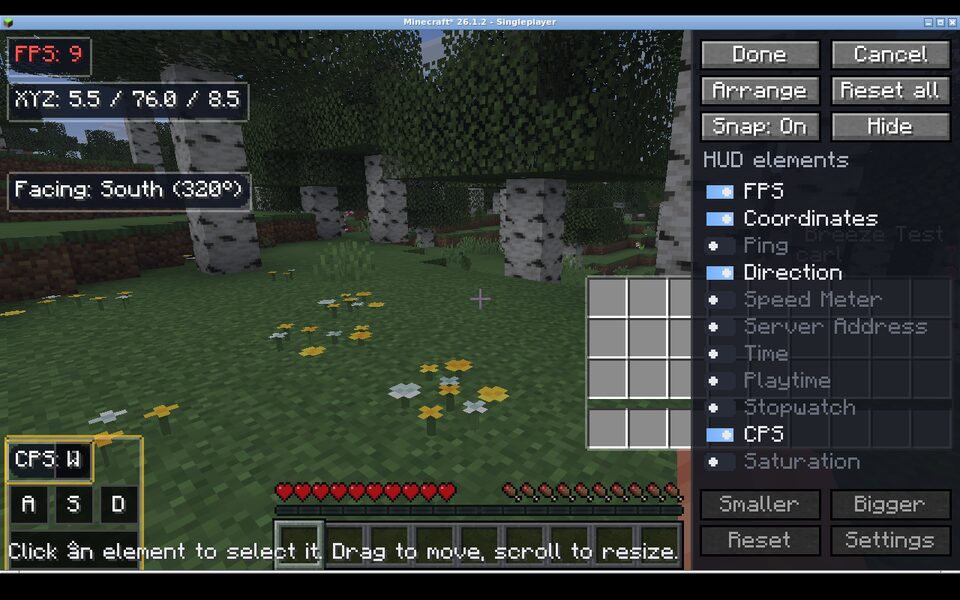 Minecraft* 26.1.2 - Singleplayer
FPS: 9
XYZ: 5.5 / 76.0 / 8.5
Facing: South (320°)
Done
Cancel
Arrange
Reset all
Snap: On
Hide
HUD elements
FPS
Coordinates
Ping
Breeze Test
cart
Direction
Speed Meter
Server Address
Time
Playtime
Stopwatch
CPS
Saturation
Smaller
Bigger
Reset
Settings
CPS W
A S D
Click an element to select it. Drag to move, scroll to resize.